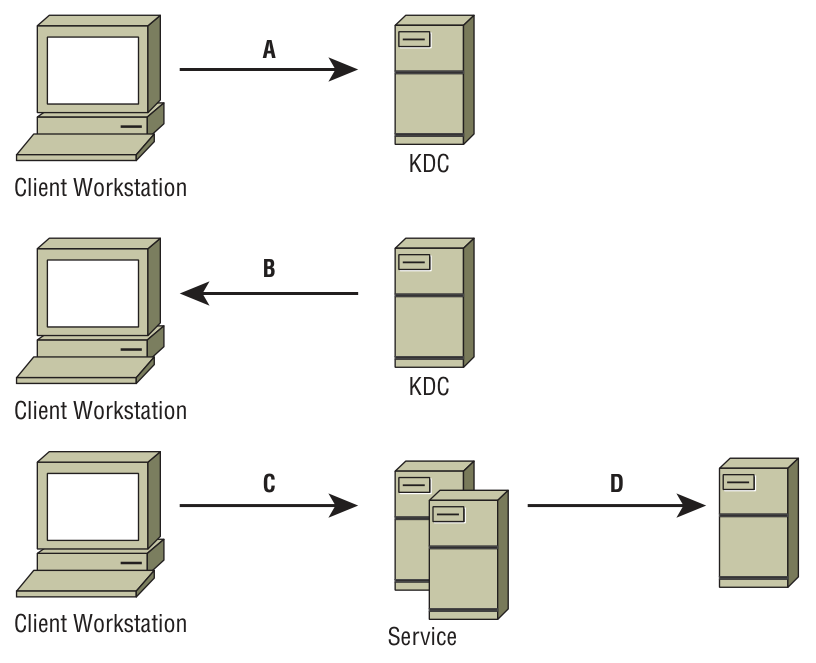 A
KDC
Client Workstation
B
KDC
Client Workstation
C
D
Client Workstation
Service